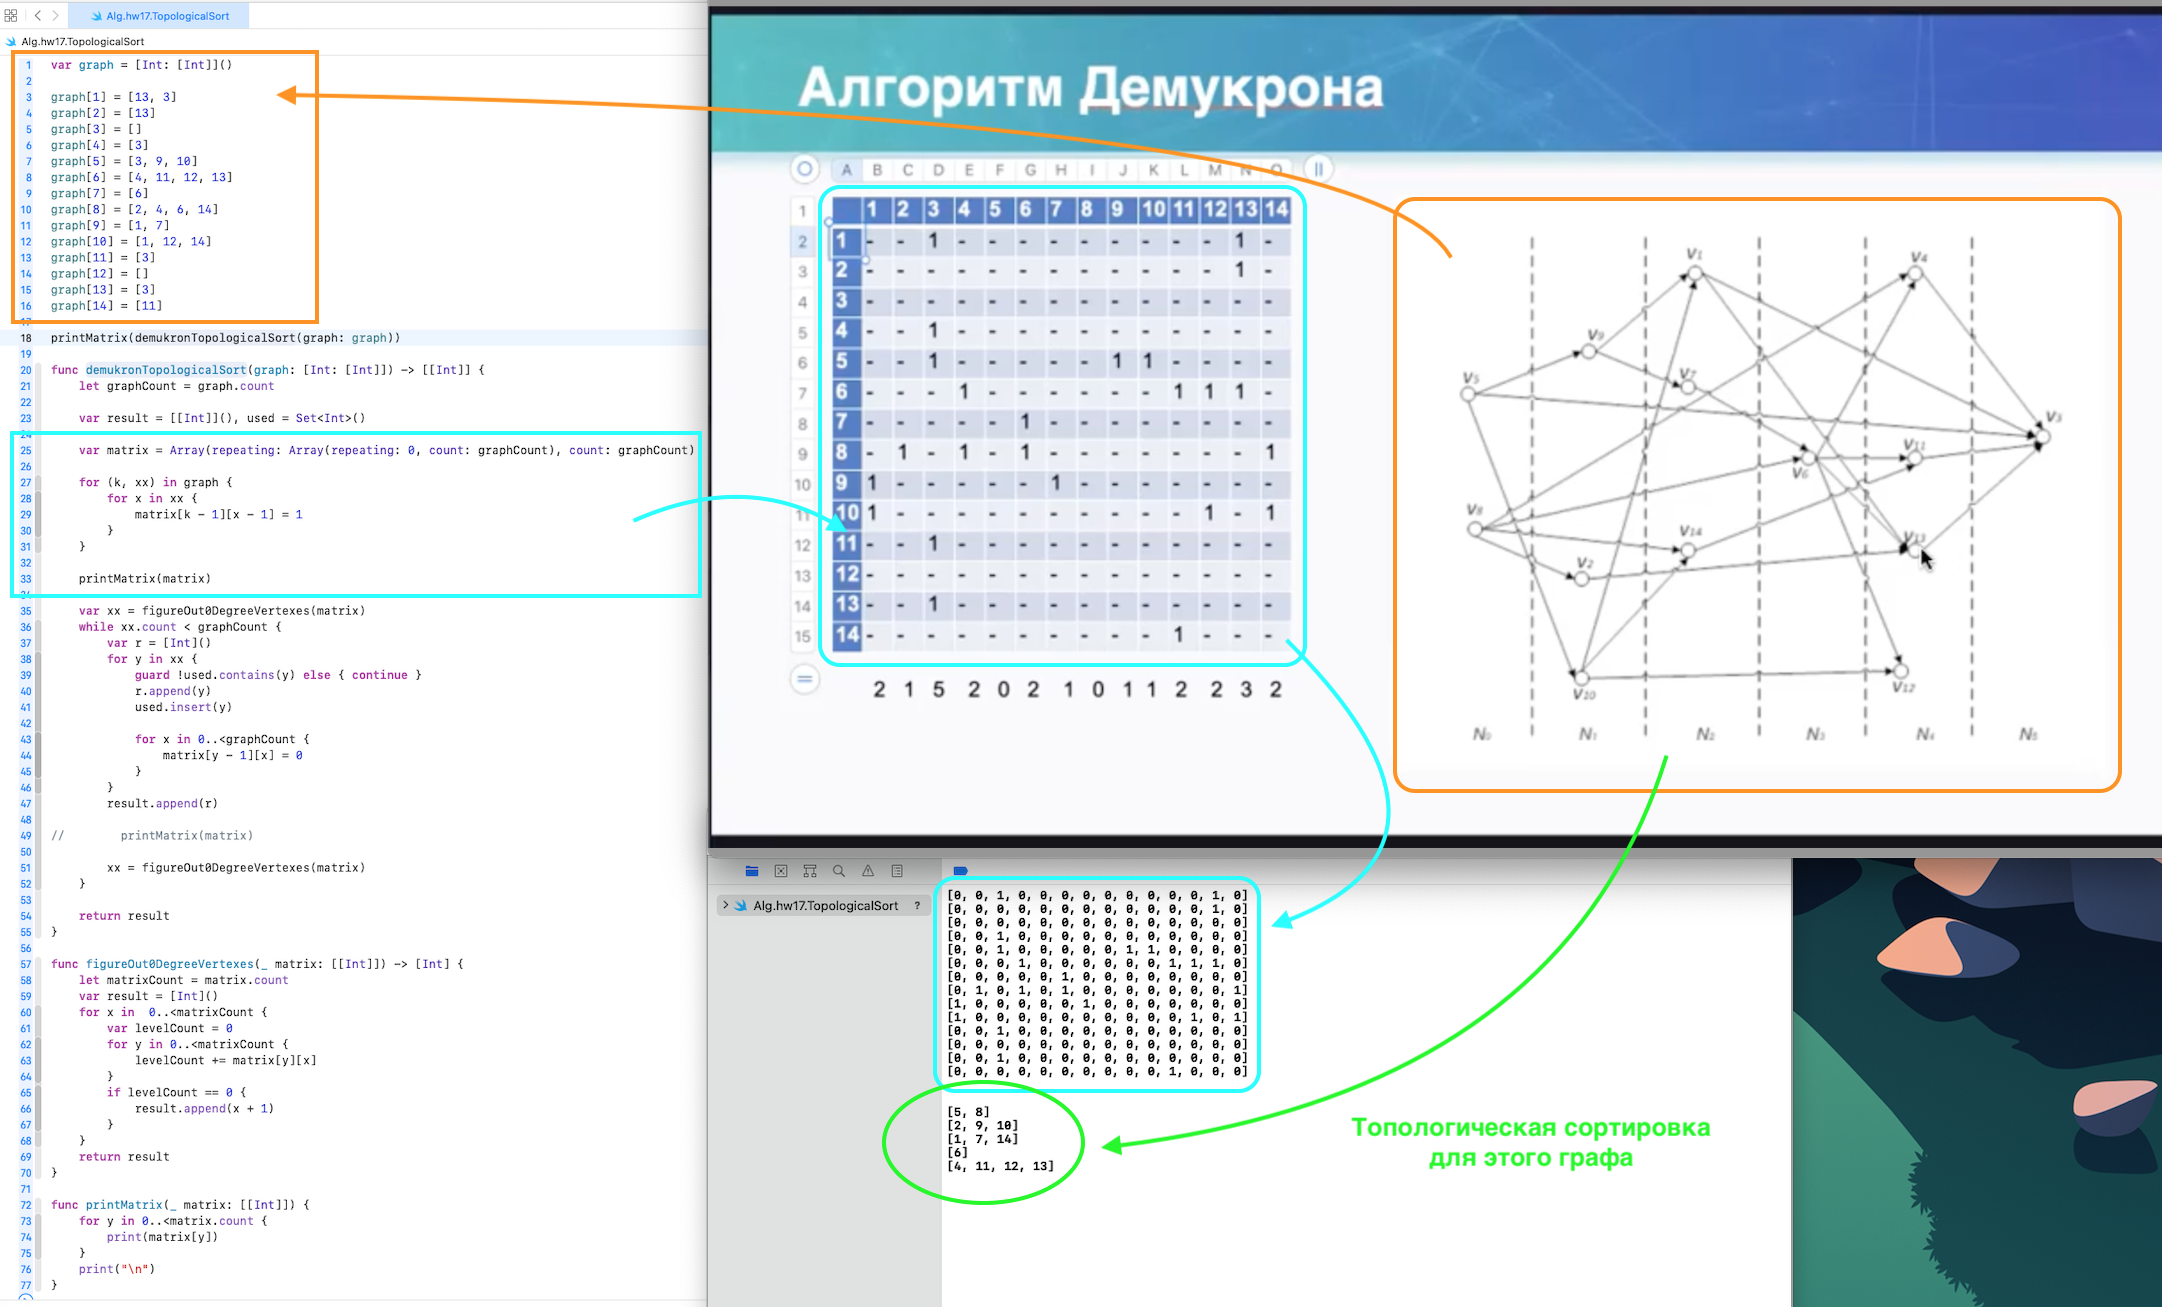 Alg.hw17.TopologicalSort
Alg.hw17.TopologicalSort
1 var graph = [Int: [Int]]()
2
3 graph[1] = [13, 3]
4 graph[2] = [13]
5 graph[3] = []
6 graph[4] = [3]
7 graph[5] = [3, 9, 10]
8 graph[6] = [4, 11, 12, 13]
9 graph[7] = [6]
10 graph[8] = [2, 4, 6, 14]
11 graph[9] = [1, 7]
12 graph[10] = [1, 12, 14]
13 graph[11] = [3]
14 graph[12] = []
15 graph[13] = [3]
16 graph[14] = [11]
17
18 printMatrix(demukronTopologicalSort(graph: graph))
19
20 func demukronTopologicalSort(graph: [Int: [Int]]) -> [[Int]] {
21 let graphCount = graph.count
22
23 var result = [[Int]](), used = Set<Int>()
24
25 var matrix = Array(repeating: Array(repeating: 0, count: graphCount), count: graphCount)
26
27 for (k, xx) in graph {
28 for x in xx {
29 matrix[k - 1][x - 1] = 1
30 }
31 }
32
33 printMatrix(matrix)
34
35 var xx = figureOut0DegreeVertexes(matrix)
36 while xx.count < graphCount {
37 var r = [Int]()
38 for y in xx {
39 guard !used.contains(y) else { continue }
40 r.append(y)
41 used.insert(y)
42
43 for x in 0..<graphCount {
44 matrix[y - 1][x] = 0
45 }
46 }
47 result.append(r)
48
49 // printMatrix(matrix)
50
51 xx = figureOut0DegreeVertexes(matrix)
52 }
53
54 return result
55 }
56
57 func figureOut0DegreeVertexes(_ matrix: [[Int]]) -> [Int] {
58 let matrixCount = matrix.count
59 var result = [Int]()
60 for x in 0..<matrixCount {
61 var levelCount = 0
62 for y in 0..<matrixCount {
63 levelCount += matrix[y][x]
64 }
65 if levelCount == 0 {
66 result.append(x + 1)
67 }
68 }
69 return result
70 }
71
72 func printMatrix(_ matrix: [[Int]]) {
73 for y in 0..<matrix.count {
74 print(matrix[y])
75 }
76 print("\n")
77 }
Алгоритм Демукрона
A B C D E F G H I J K L M N O
1 1 2 3 4 5 6 7 8 9 10 11 12 13 14
2 1 - - 1 - - - - - - - - - 1 -
3 2 - - - - - - - - - - - - 1 -
4 3 - - - - - - - - - - - - - -
5 4 - - 1 - - - - - - - - - - -
6 5 - - 1 - - - - - 1 1 - - - -
7 6 - - - 1 - - - - - - 1 1 1 -
8 7 - - - - - 1 - - - - - - - -
9 8 - 1 - 1 - 1 - - - - - - - 1
10 9 1 - - - - - 1 - - - - - - -
11 10 1 - - - - - - - - - - 1 - 1
12 11 - - 1 - - - - - - - - - - -
13 12 - - - - - - - - - - - - - -
14 13 - - 1 - - - - - - - - - - -
15 14 - - - - - - - - - - 1 - - -
2 1 5 2 0 2 1 0 1 1 2 2 3 2
V1
V4
V9
V7
V5
V3
V11
V6
V8
V14
V13
V2
V10
V12
N0 N1 N2 N3 N4 N5
Alg.hw17.TopologicalSort ?
[0, 0, 1, 0, 0, 0, 0, 0, 0, 0, 0, 0, 1, 0]
[0, 0, 0, 0, 0, 0, 0, 0, 0, 0, 0, 0, 1, 0]
[0, 0, 0, 0, 0, 0, 0, 0, 0, 0, 0, 0, 0, 0]
[0, 0, 1, 0, 0, 0, 0, 0, 0, 0, 0, 0, 0, 0]
[0, 0, 1, 0, 0, 0, 0, 0, 1, 1, 0, 0, 0, 0]
[0, 0, 0, 1, 0, 0, 0, 0, 0, 0, 1, 1, 1, 0]
[0, 0, 0, 0, 0, 1, 0, 0, 0, 0, 0, 0, 0, 0]
[0, 1, 0, 1, 0, 1, 0, 0, 0, 0, 0, 0, 0, 1]
[1, 0, 0, 0, 0, 0, 1, 0, 0, 0, 0, 0, 0, 0]
[1, 0, 0, 0, 0, 0, 0, 0, 0, 0, 0, 1, 0, 1]
[0, 0, 1, 0, 0, 0, 0, 0, 0, 0, 0, 0, 0, 0]
[0, 0, 0, 0, 0, 0, 0, 0, 0, 0, 0, 0, 0, 0]
[0, 0, 1, 0, 0, 0, 0, 0, 0, 0, 0, 0, 0, 0]
[0, 0, 0, 0, 0, 0, 0, 0, 0, 0, 1, 0, 0, 0]
[5, 8]
[2, 9, 10]
[1, 7, 14]
[6]
[4, 11, 12, 13]
Топологическая сортировка
для этого графа